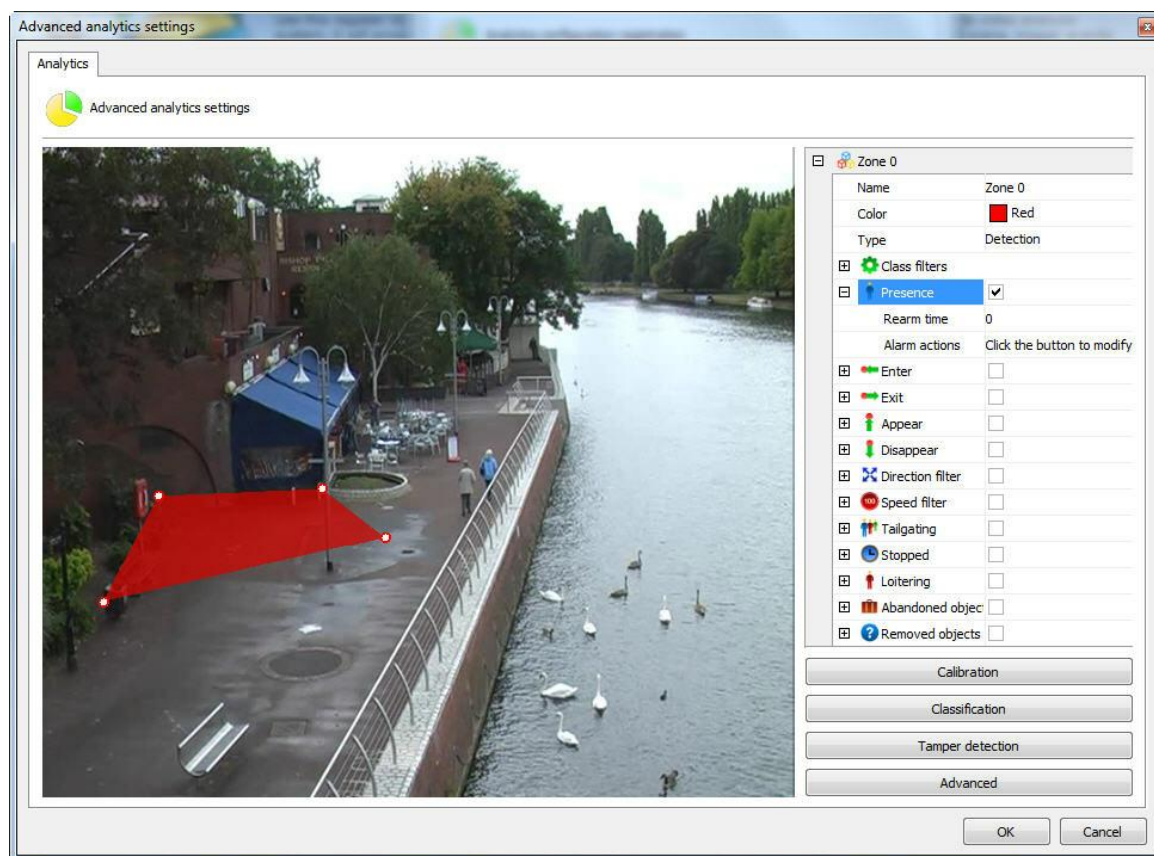 Advanced analytics settings
Analytics
Advanced analytics settings
Zone 0
Name Zone 0
Color Red
Type Detection
Class filters
Presence
Rearm time 0
Alarm actions Click the button to modify
Enter
Exit
Appear
Disappear
Direction filter
100 Speed filter
Tailgating
Stopped
Loitering
Abandoned objec
Removed objects
Calibration
Classification
Tamper detection
Advanced
OK Cancel